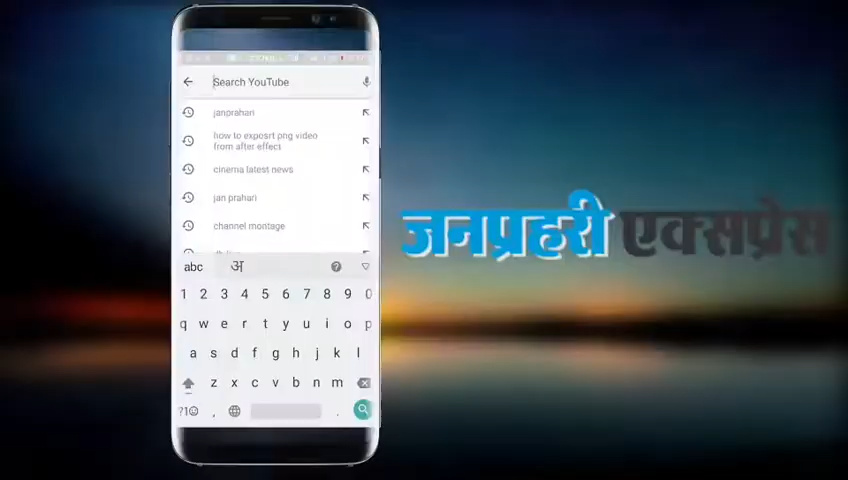 Search YouTube
janprahari
how to exposrt png video
from after effect
cinema latest news
jan prahari
channel montage
abc अ
1 2 3 4 5 6 7 8 9 0
q w e r t y u i o p
a s d f g h j k l
z x c v b n m
?1☺ , .
जनप्रहरी एक्सप्रेस